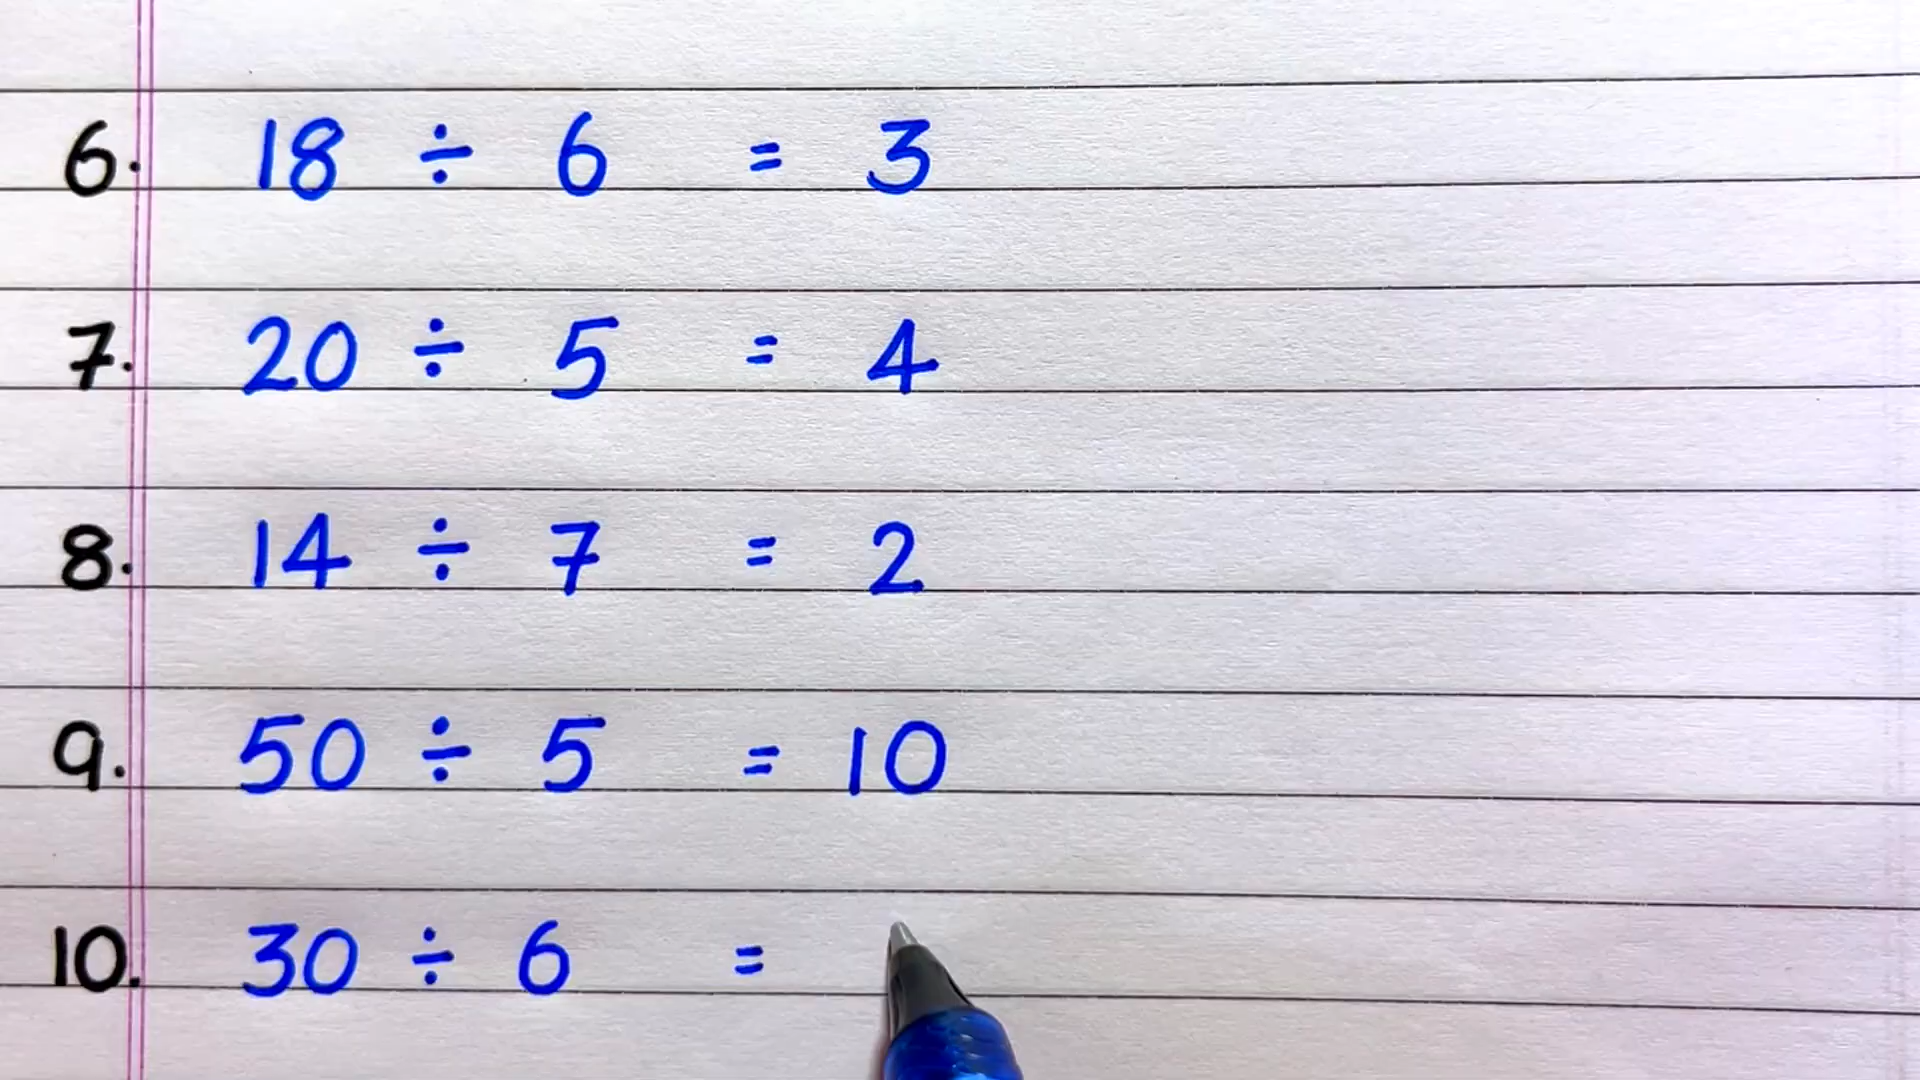 6. 18 ÷ 6 = 3
7. 20 ÷ 5 = 4
8. 14 ÷ 7 = 2
9. 50 ÷ 5 = 10
10. 30 ÷ 6 =